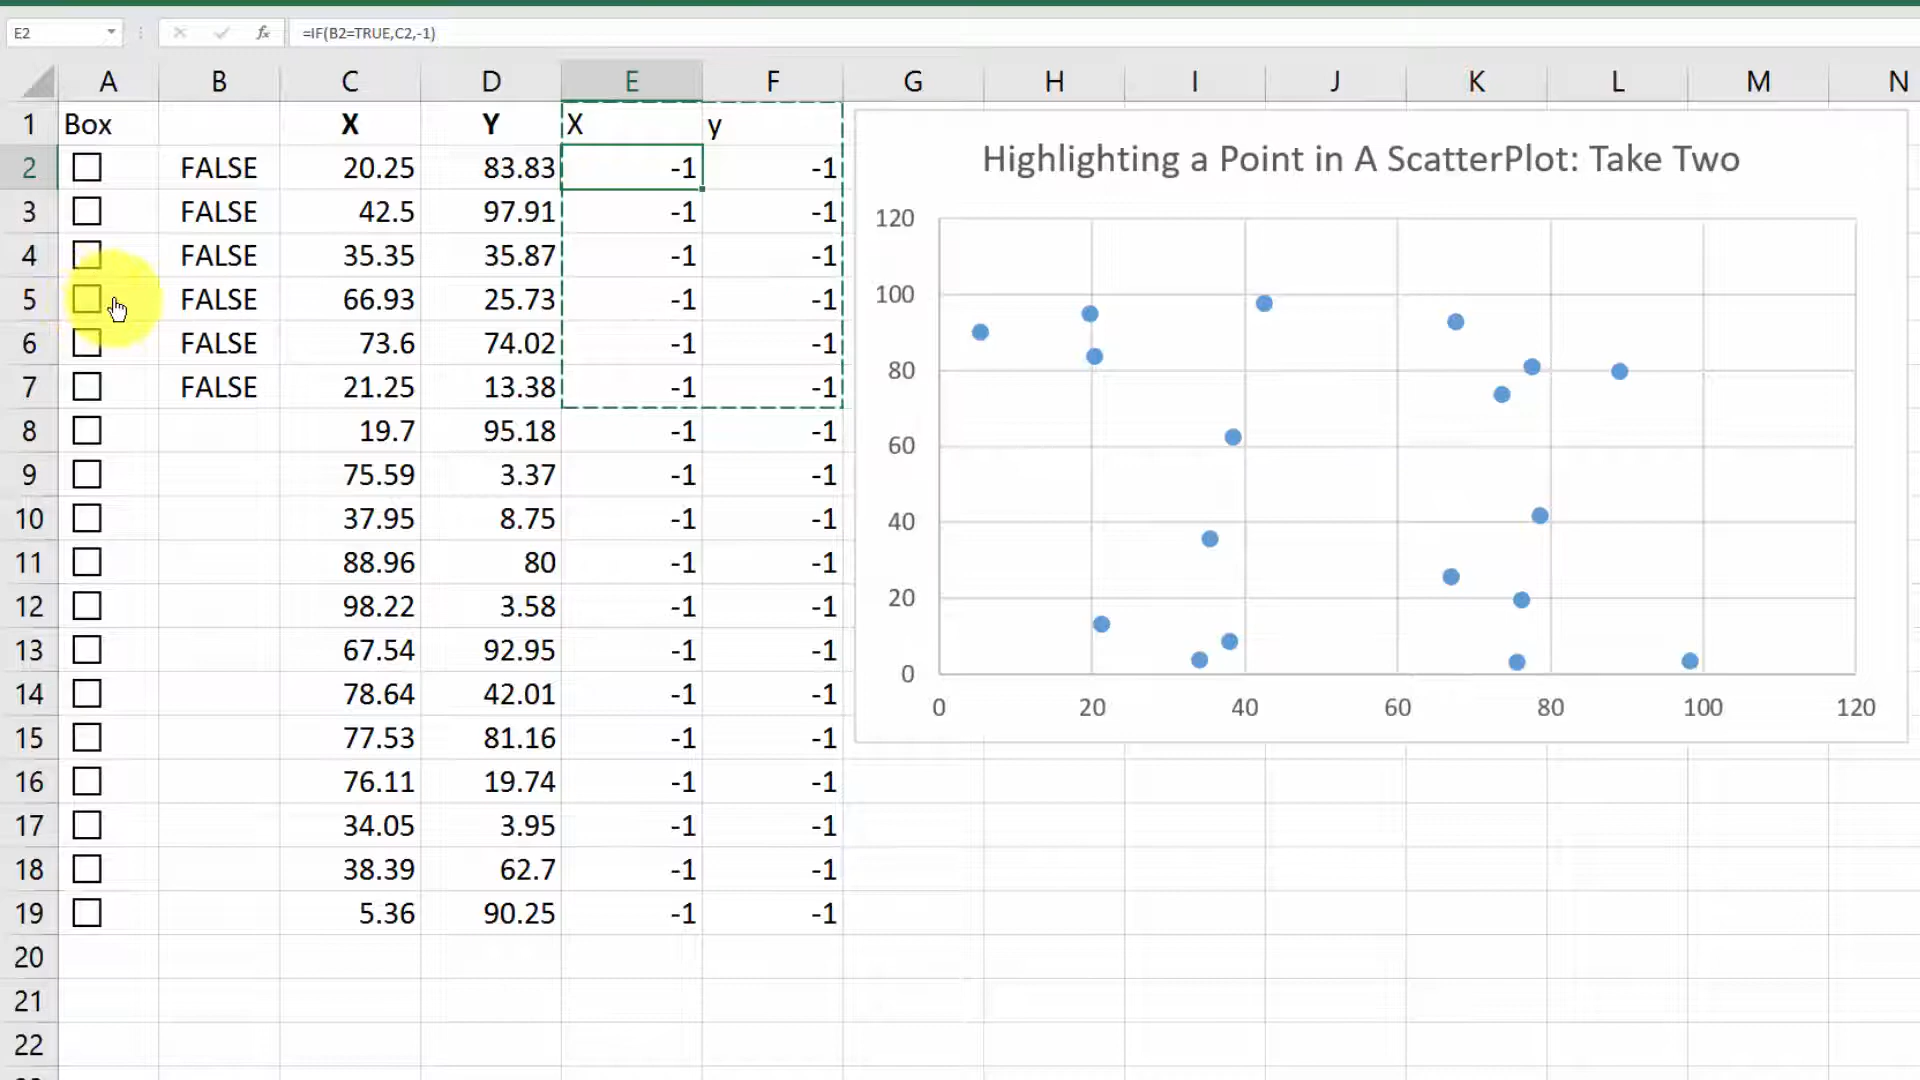 E2 fx =IF(B2=TRUE,C2,-1)
A B C D E F G H I J K L M N
1 Box X Y X y
2 FALSE 20.25 83.83 -1 -1
3 FALSE 42.5 97.91 -1 -1
4 FALSE 35.35 35.87 -1 -1
5 FALSE 66.93 25.73 -1 -1
6 FALSE 73.6 74.02 -1 -1
7 FALSE 21.25 13.38 -1 -1
8 19.7 95.18 -1 -1
9 75.59 3.37 -1 -1
10 37.95 8.75 -1 -1
11 88.96 80 -1 -1
12 98.22 3.58 -1 -1
13 67.54 92.95 -1 -1
14 78.64 42.01 -1 -1
15 77.53 81.16 -1 -1
16 76.11 19.74 -1 -1
17 34.05 3.95 -1 -1
18 38.39 62.7 -1 -1
19 5.36 90.25 -1 -1
20
21
22
Highlighting a Point in A ScatterPlot: Take Two
120
100
80
60
40
20
0
0 20 40 60 80 100 120